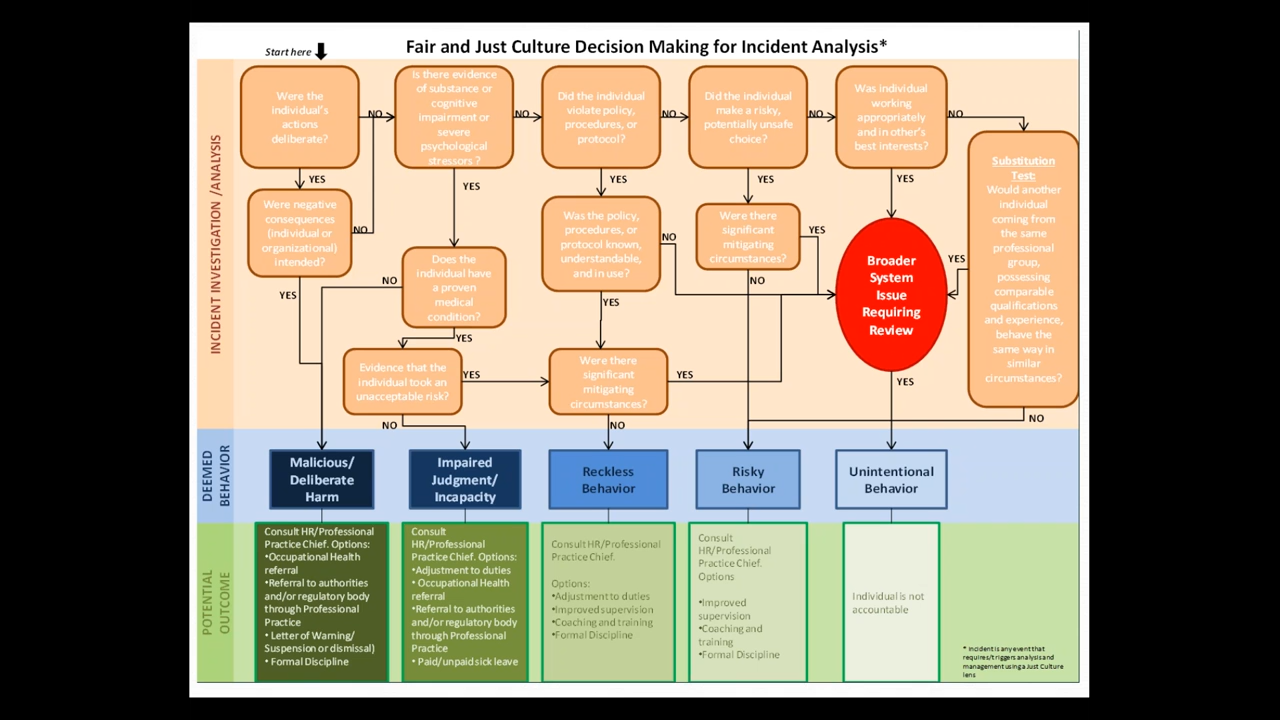 Fair and Just Culture Decision Making for Incident Analysis*
Start here
INCIDENT INVESTIGATION /ANALYSIS
Were the
individual's
actions
deliberate?
NO
Is there evidence
of substance or
cognitive
impairment or
severe
psychological
stressors ?
NO
Did the individual
violate policy,
procedures, or
protocol?
NO
Did the individual
make a risky,
potentially unsafe
choice?
NO
Was individual
working
appropriately
and in other's
best interests?
NO
YES
YES
YES
YES
YES
Substitution
Test:
Would another
individual
coming from
the same
professional
group,
possessing
comparable
qualifications
and experience,
behave the
same way in
similar
circumstances?
Were negative
consequences
(individual or
organizational)
intended?
NO
YES
Does the
individual have
a proven
medical
condition?
NO
YES
Was the policy,
procedures, or
protocol known,
understandable,
and in use?
NO
YES
Were there
significant
mitigating
circumstances?
YES
NO
Broader
System
Issue
Requiring
Review
YES
YES
Evidence that the
individual took an
unacceptable risk?
YES
NO
Were there
significant
mitigating
circumstances?
YES
NO
NO
DEEMED
BEHAVIOR
Malicious/
Deliberate
Harm
Impaired
Judgment/
Incapacity
Reckless
Behavior
Risky
Behavior
Unintentional
Behavior
POTENTIAL
OUTCOME
Consult HR/Professional
Practice Chief. Options:
•Occupational Health
referral
•Referral to authorities
and/or regulatory body
through Professional
Practice
• Letter of Warning/
Suspension or dismissal)
• Formal Discipline
Consult
HR/Professional
Practice Chief. Options:
•Adjustment to duties
• Occupational Health
referral
•Referral to authorities
and/or regulatory body
through Professional
Practice
• Paid/unpaid sick leave
Consult HR/Professional
Practice Chief.
Options:
•Adjustment to duties
•Improved supervision
•Coaching and training
•Formal Discipline
Consult
HR/Professional
Practice Chief.
Options
•Improved
supervision
•Coaching and
training
•Formal Discipline
Individual is not
accountable
* Incident is any event that
requires/triggers analysis and
management using a Just Culture
lens